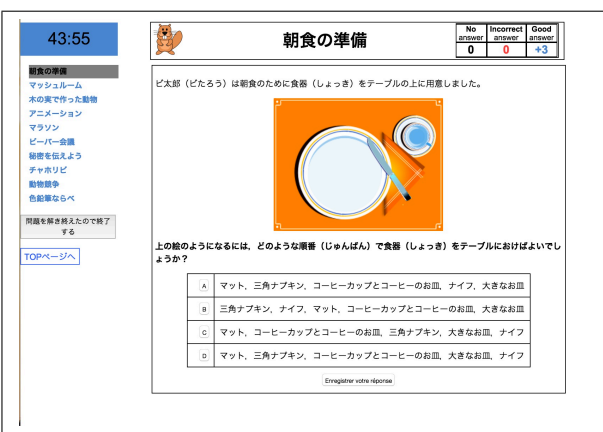 43:55
朝食の準備
No answer
Incorrect answer
Good answer
0
0
+3
朝食の準備
マッシュルーム
木の実で作った動物
アニメーション
マラソン
ビーバー会議
秘密を伝えよう
チャホリビ
動物競争
色鉛筆ならべ
問題を解き終えたので終了
する
TOPページへ
ビ太郎（ビたろう）は朝食のために食器（しょっき）をテーブルの上に用意しました。
上の絵のようになるには，どのような順番（じゅんばん）で食器（しょっき）をテーブルにおけばよいでし
ょうか？
A マット，三角ナプキン，コーヒーカップとコーヒーのお皿，ナイフ，大きなお皿
B 三角ナプキン，ナイフ，マット，コーヒーカップとコーヒーのお皿，大きなお皿
C マット，コーヒーカップとコーヒーのお皿，三角ナプキン，大きなお皿，ナイフ
D マット，三角ナプキン，コーヒーカップとコーヒーのお皿，大きなお皿，ナイフ
Enregistrer votre réponse